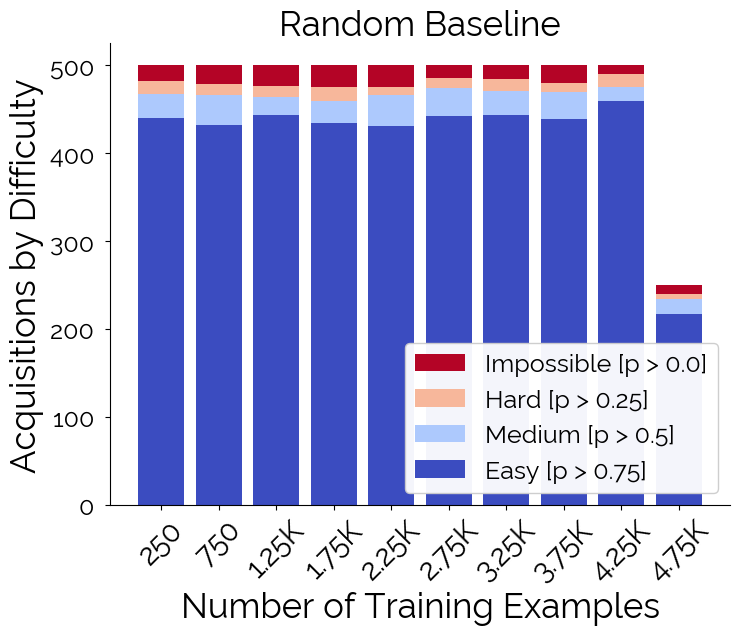 Random Baseline
Acquisitions by Difficulty
500
400
300
200
100
0
Impossible [p > 0.0]
Hard [p > 0.25]
Medium [p > 0.5]
Easy [p > 0.75]
250
750
1.25K
1.75K
2.25K
2.75K
3.25K
3.75K
4.25K
4.75K
Number of Training Examples